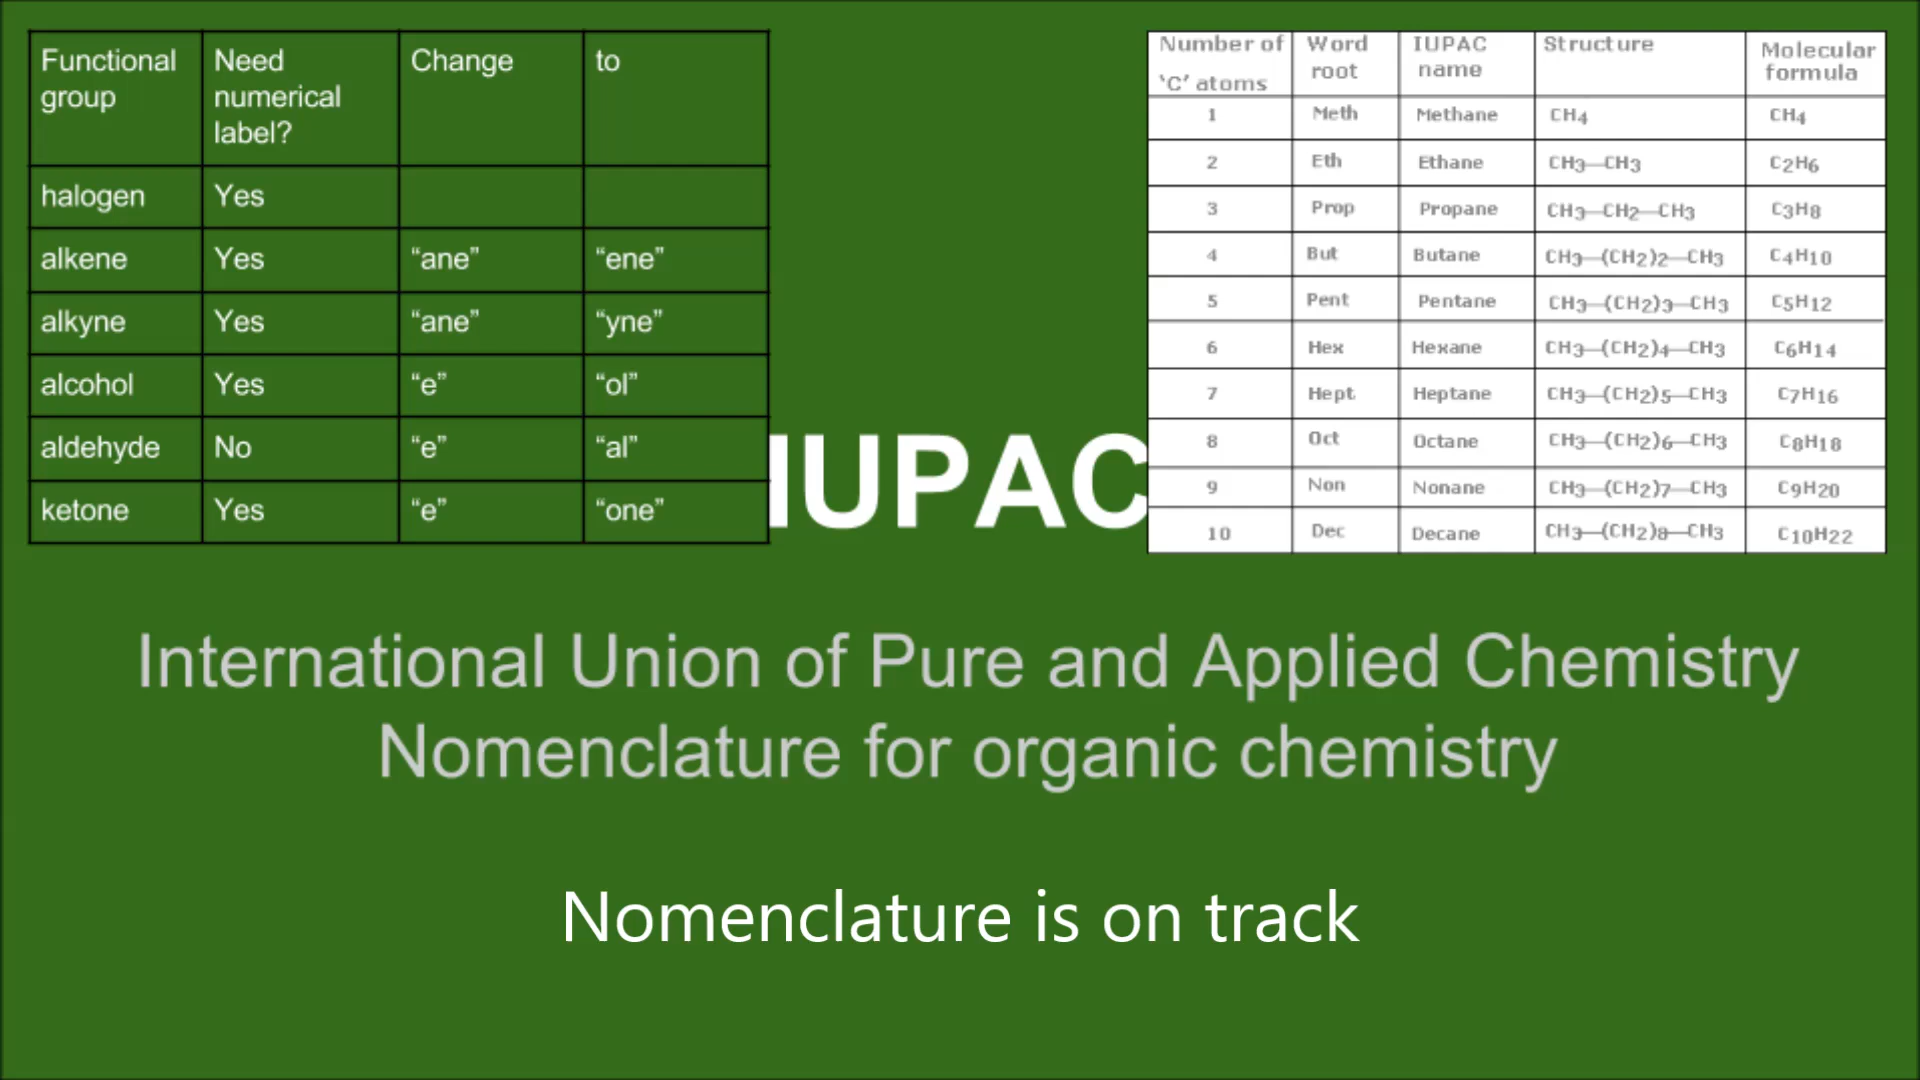 Functional group | Need numerical label? | Change | to
halogen | Yes | |
alkene | Yes | “ane” | “ene”
alkyne | Yes | “ane” | “yne”
alcohol | Yes | “e” | “ol”
aldehyde | No | “e” | “al”
ketone | Yes | “e” | “one”
Number of ‘C’ atoms | Word root | IUPAC name | Structure | Molecular formula
1 | Meth | Methane | CH4 | CH4
2 | Eth | Ethane | CH3—CH3 | C2H6
3 | Prop | Propane | CH3—CH2—CH3 | C3H8
4 | But | Butane | CH3—(CH2)2—CH3 | C4H10
5 | Pent | Pentane | CH3—(CH2)3—CH3 | C5H12
6 | Hex | Hexane | CH3—(CH2)4—CH3 | C6H14
7 | Hept | Heptane | CH3—(CH2)5—CH3 | C7H16
8 | Oct | Octane | CH3—(CH2)6—CH3 | C8H18
9 | Non | Nonane | CH3—(CH2)7—CH3 | C9H20
10 | Dec | Decane | CH3—(CH2)8—CH3 | C10H22
IUPAC
International Union of Pure and Applied Chemistry
Nomenclature for organic chemistry
Nomenclature is on track